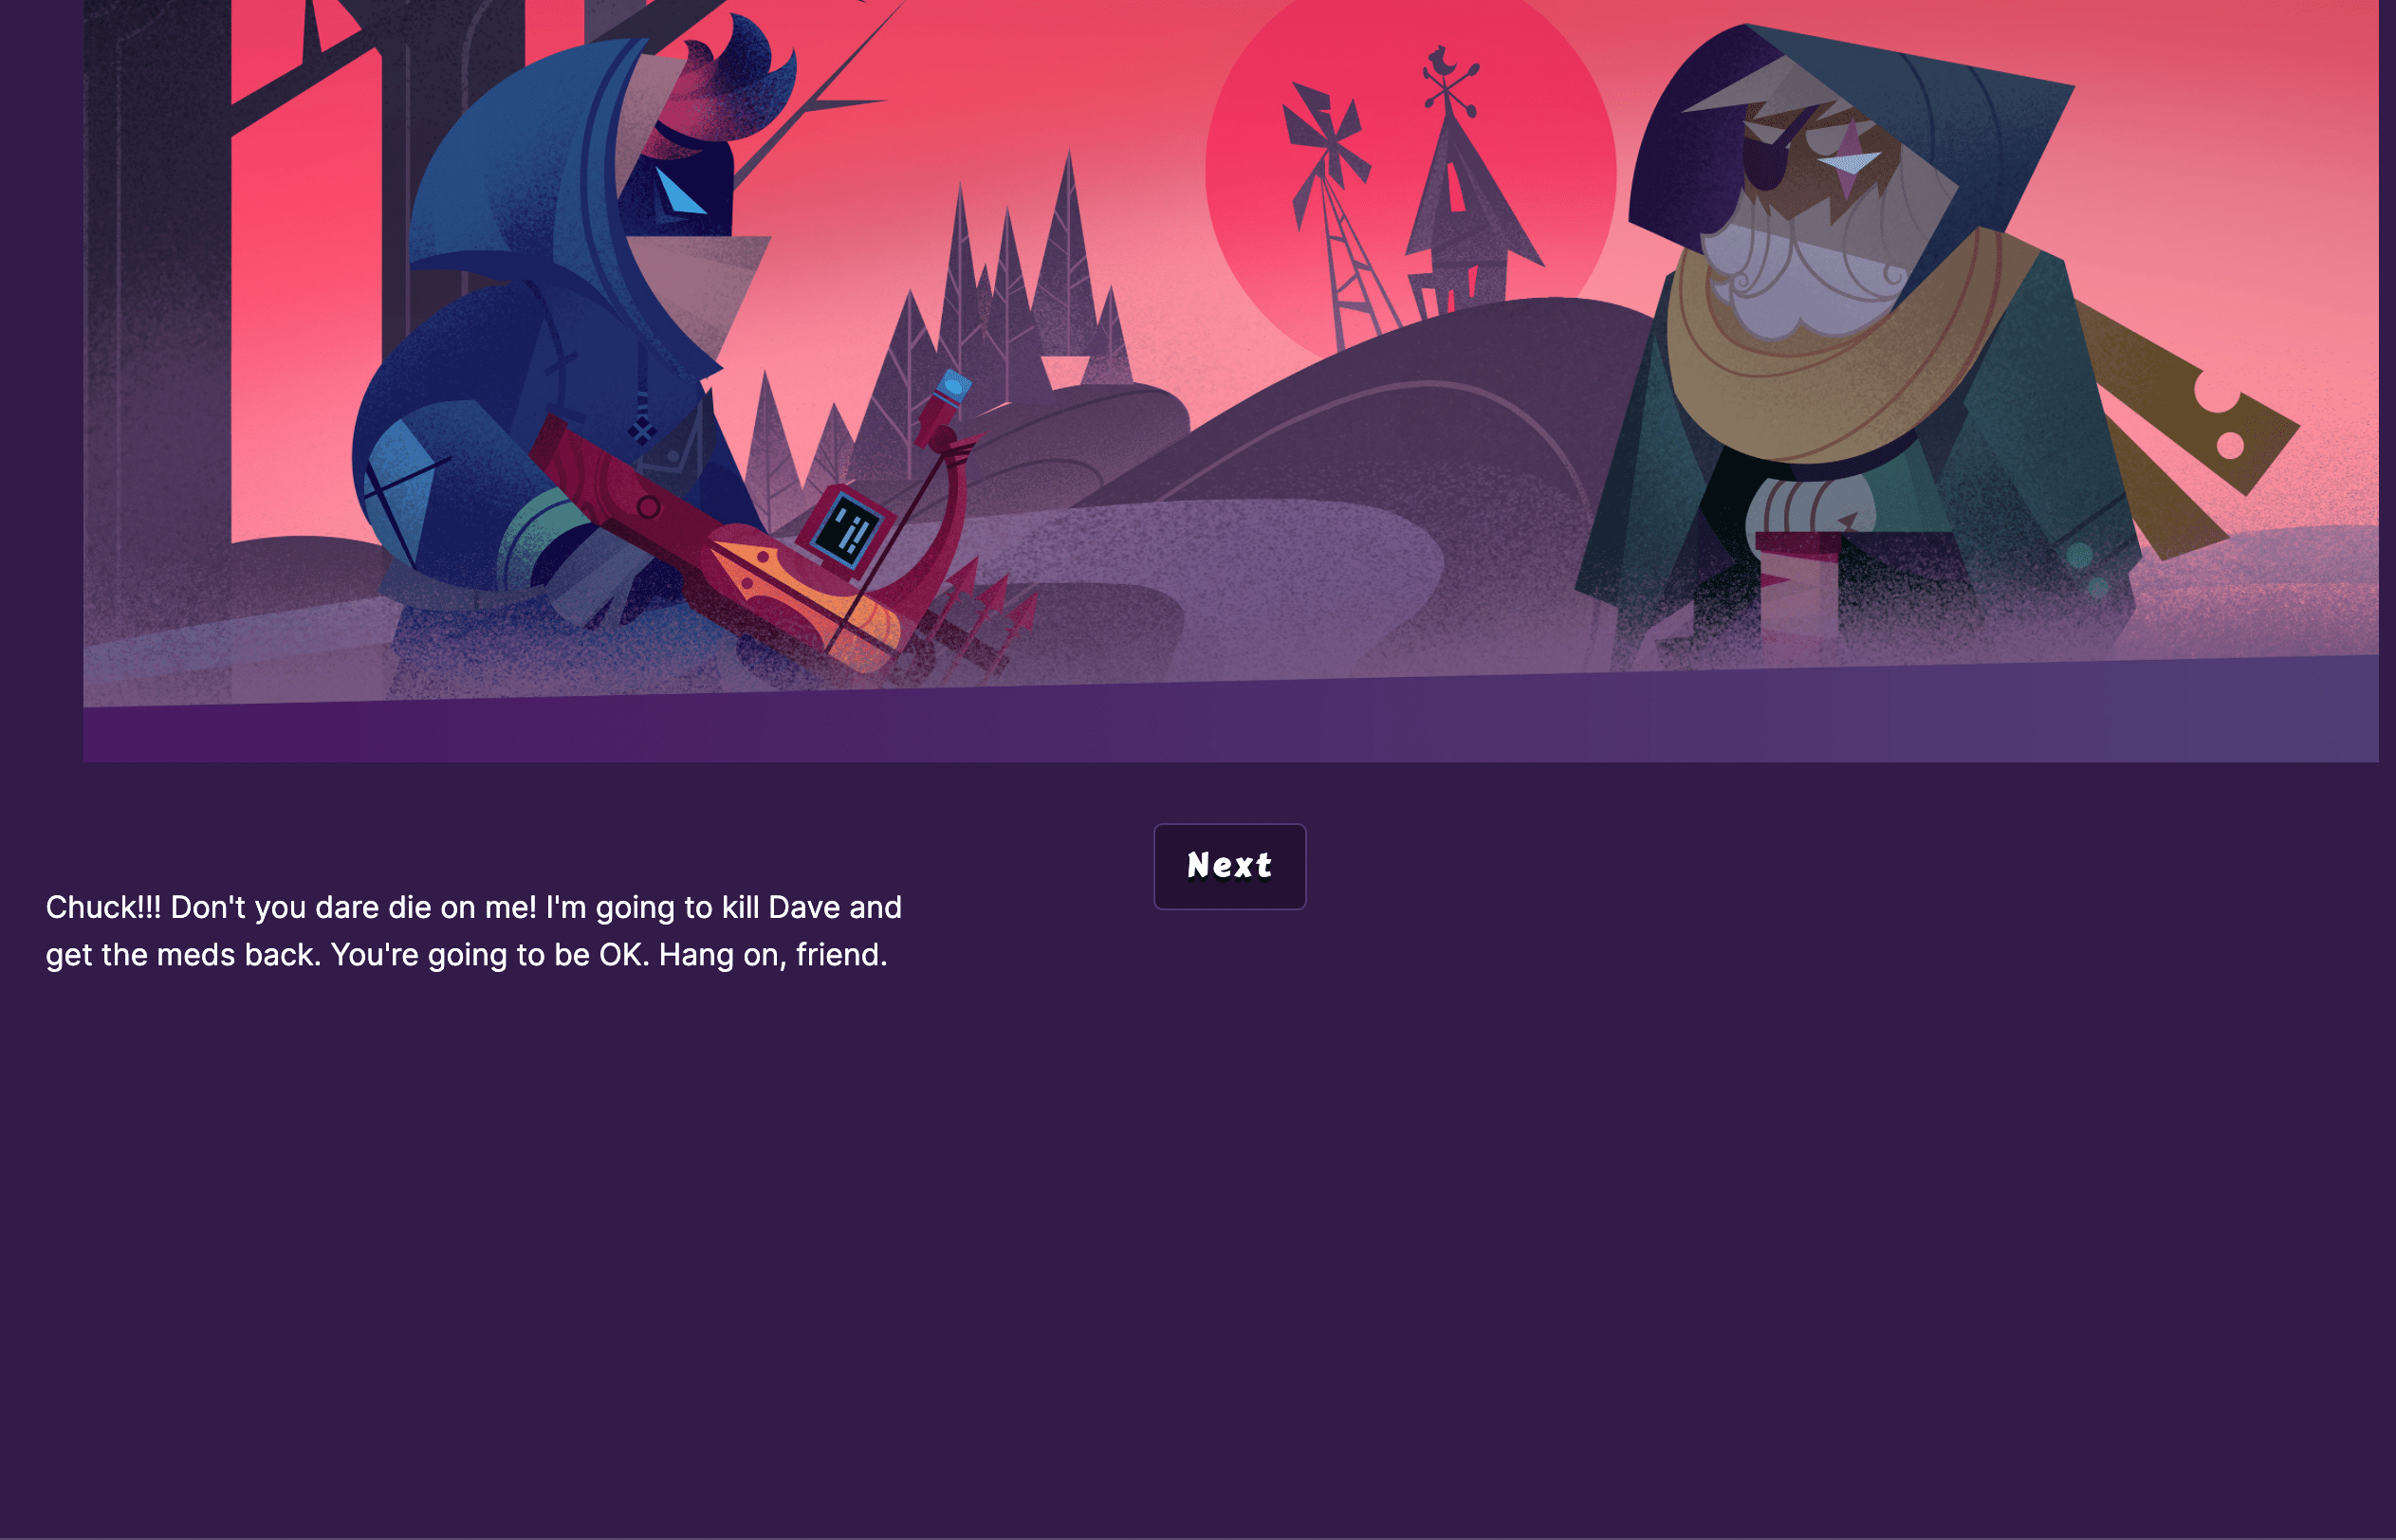 Next
Chuck!!! Don't you dare die on me! I'm going to kill Dave and
get the meds back. You're going to be OK. Hang on, friend.